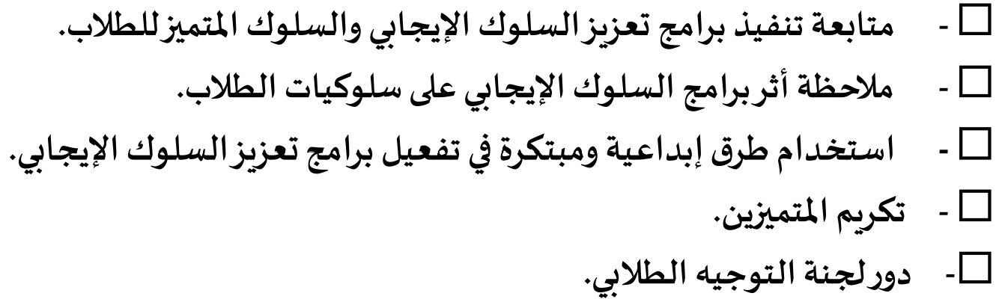 ☐ - متابعة تنفيذ برامج تعزيز السلوك الإيجابي والسلوك المتميز للطلاب.
☐ - ملاحظة أثر برامج السلوك الإيجابي على سلوكيات الطلاب.
☐ - استخدام طرق إبداعية ومبتكرة في تفعيل برامج تعزيز السلوك الإيجابي.
☐ - تكريم المتميزين.
☐ - دور لجنة التوجيه الطلابي.